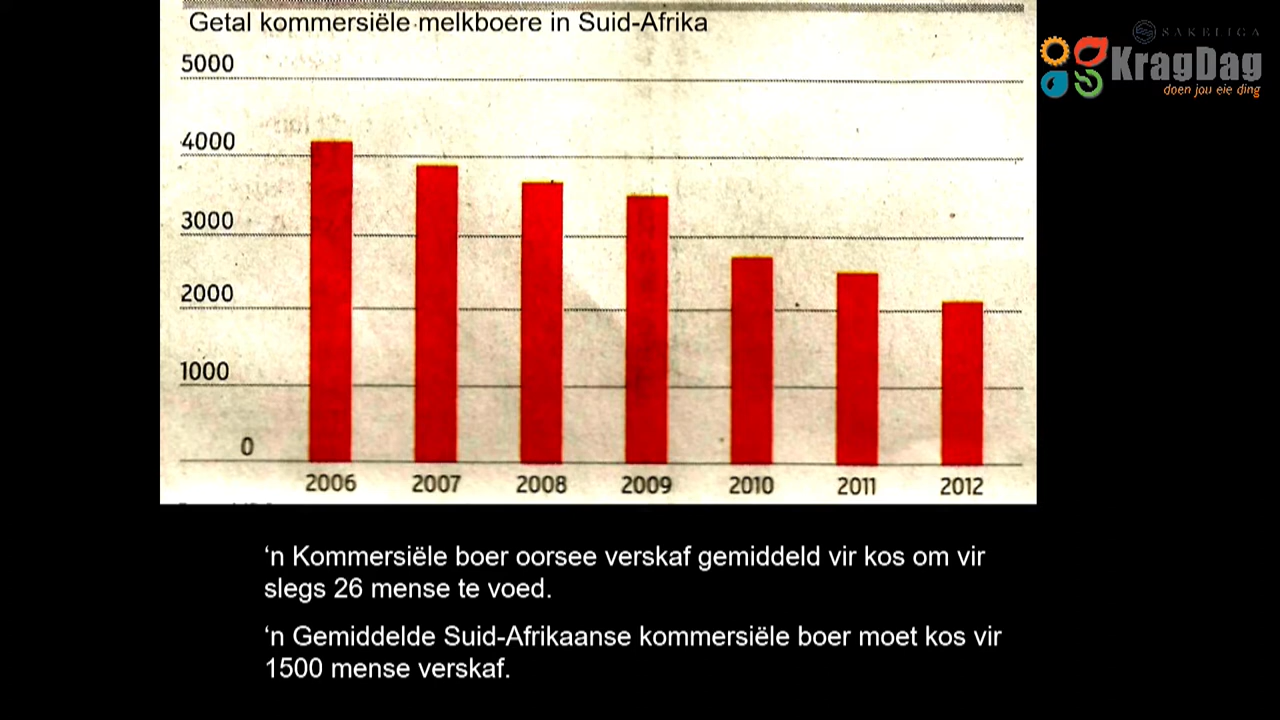 Getal kommersiële melkboere in Suid-Afrika
SAKELIGA
KragDag
doen jou eie ding
5000
4000
3000
2000
1000
0
2006 2007 2008 2009 2010 2011 2012
‘n Kommersiële boer oorsee verskaf gemiddeld vir kos om vir
slegs 26 mense te voed.
‘n Gemiddelde Suid-Afrikaanse kommersiële boer moet kos vir
1500 mense verskaf.